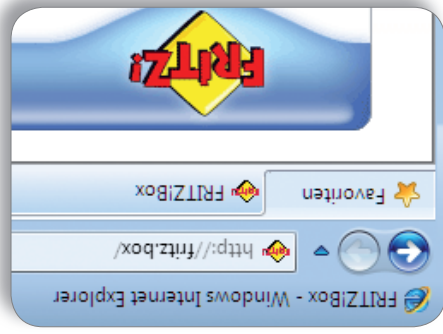 FRITZ!Box - Windows Internet Explorer
http://fritz.box/
Favoriten
FRITZ!Box
FRITZ!